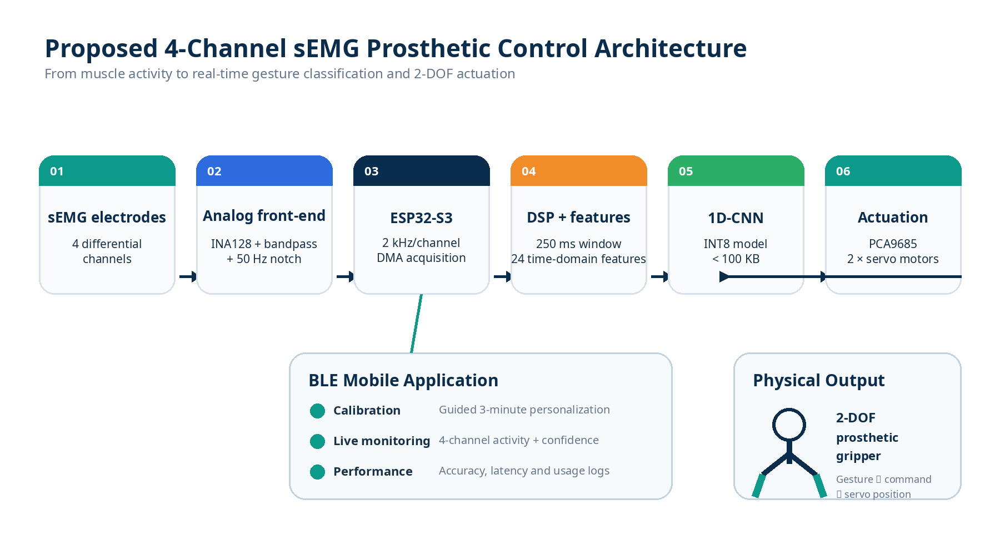 Proposed 4-Channel sEMG Prosthetic Control Architecture
From muscle activity to real-time gesture classification and 2-DOF actuation
01
sEMG electrodes
4 differential
channels
02
Analog front-end
INA128 + bandpass
+ 50 Hz notch
03
ESP32-S3
2 kHz/channel
DMA acquisition
04
DSP + features
250 ms window
24 time-domain features
05
1D-CNN
INT8 model
< 100 KB
06
Actuation
PCA9685
2 × servo motors
BLE Mobile Application
Calibration Guided 3-minute personalization
Live monitoring 4-channel activity + confidence
Performance Accuracy, latency and usage logs
Physical Output
2-DOF
prosthetic
gripper
Gesture ▯ command
▯ servo position